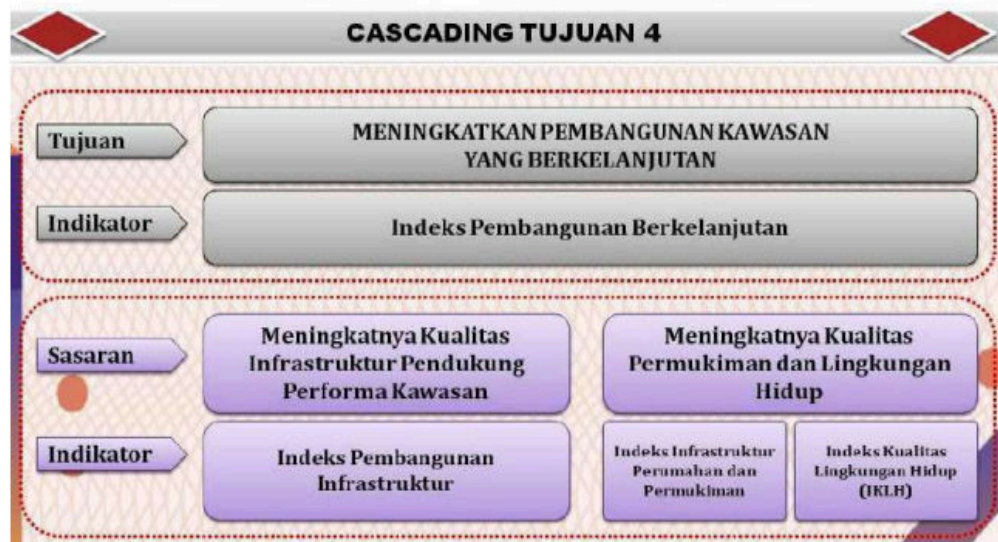 CASCADING TUJUAN 4
Tujuan
MENINGKATKAN PEMBANGUNAN KAWASAN
YANG BERKELANJUTAN
Indikator
Indeks Pembangunan Berkelanjutan
Sasaran
Meningkatnya Kualitas
Infrastruktur Pendukung
Performa Kawasan
Meningkatnya Kualitas
Permukiman dan Lingkungan
Hidup
Indikator
Indeks Pembangunan
Infrastruktur
Indeks Infrastruktur
Perumahan dan
Permukiman
Indeks Kualitas
Lingkungan Hidup
(IKLH)